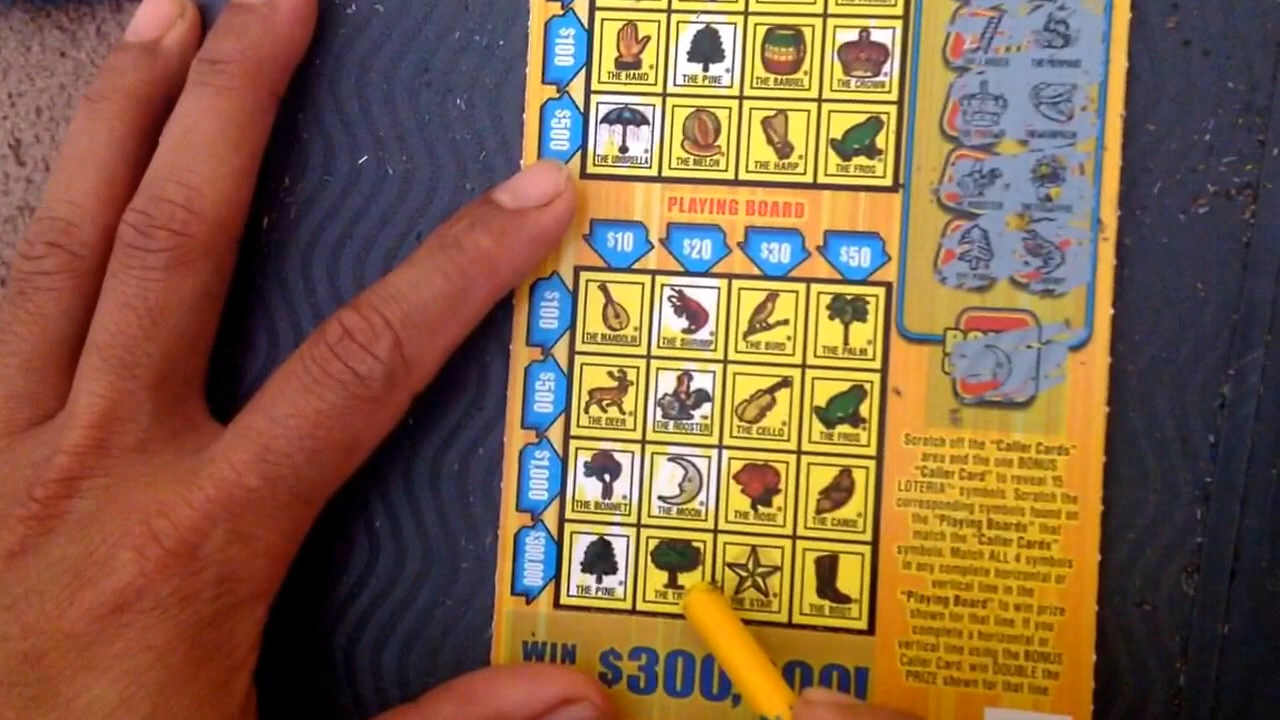 $100
THE HAND THE PINE THE BARREL THE CROWN
THE MERMAID
$500
THE UMBRELLA THE MELON THE HARP THE FROG
PLAYING BOARD
$10 $20 $30 $50
$100
THE MANDOLIN THE SHRIMP THE BIRD THE PALM
$500
THE DEER THE ROOSTER THE CELLO THE FROG
$1,000
THE BONNET THE MOON THE ROSE THE CANOE
$300,000
THE PINE THE STAR THE BOOT
WIN
Scratch off the "Caller Cards"
area and the one BONUS
"Caller Card" to reveal 15
LOTERIA™ symbols. Scratch the
corresponding symbols found on
the "Playing Boards" that
match the "Caller Cards"
symbols. Match ALL 4 symbols
in any complete horizontal or
vertical line in the
"Playing Board" to win prize
shown for that line. If you
complete a horizontal or
vertical line using the BONUS
Caller Card, win DOUBLE the
PRIZE shown for that line.